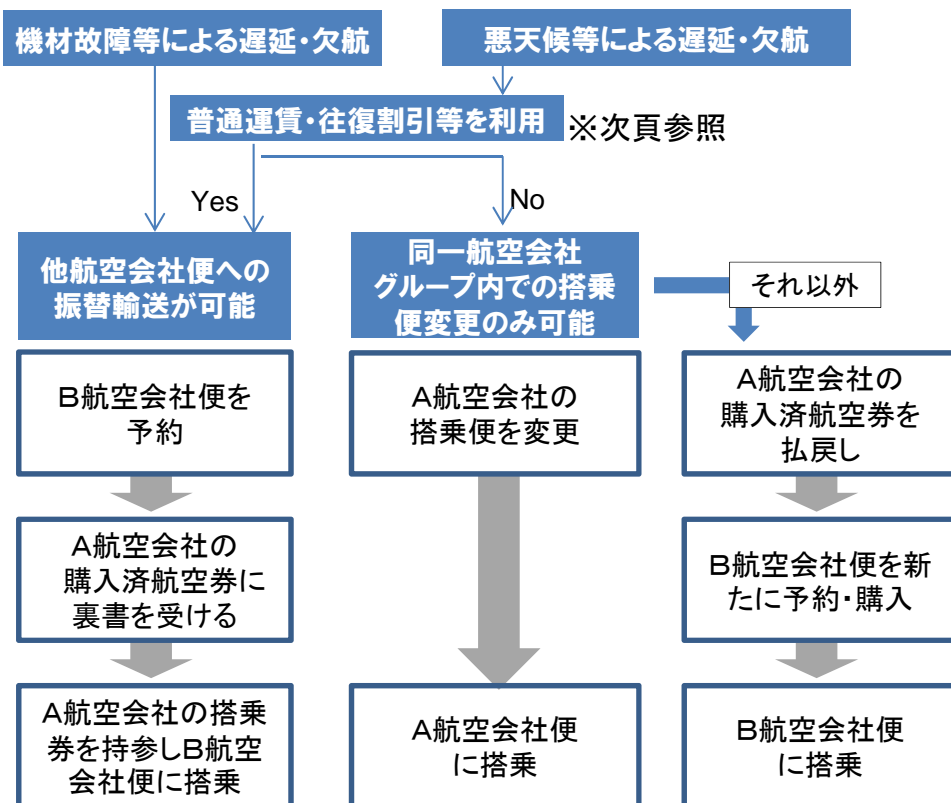 機材故障等による遅延・欠航
悪天候等による遅延・欠航
普通運賃・往復割引等を利用
※次頁参照
Yes
No
他航空会社便への
振替輸送が可能
同一航空会社
グループ内での搭乗
便変更のみ可能
それ以外
B航空会社便を
予約
A航空会社の
搭乗便を変更
A航空会社の
購入済航空券を
払戻し
A航空会社の
購入済航空券に
裏書を受ける
B航空会社便を新
たに予約・購入
A航空会社の搭乗
券を持参しB航空
会社便に搭乗
A航空会社便
に搭乗
B航空会社便
に搭乗